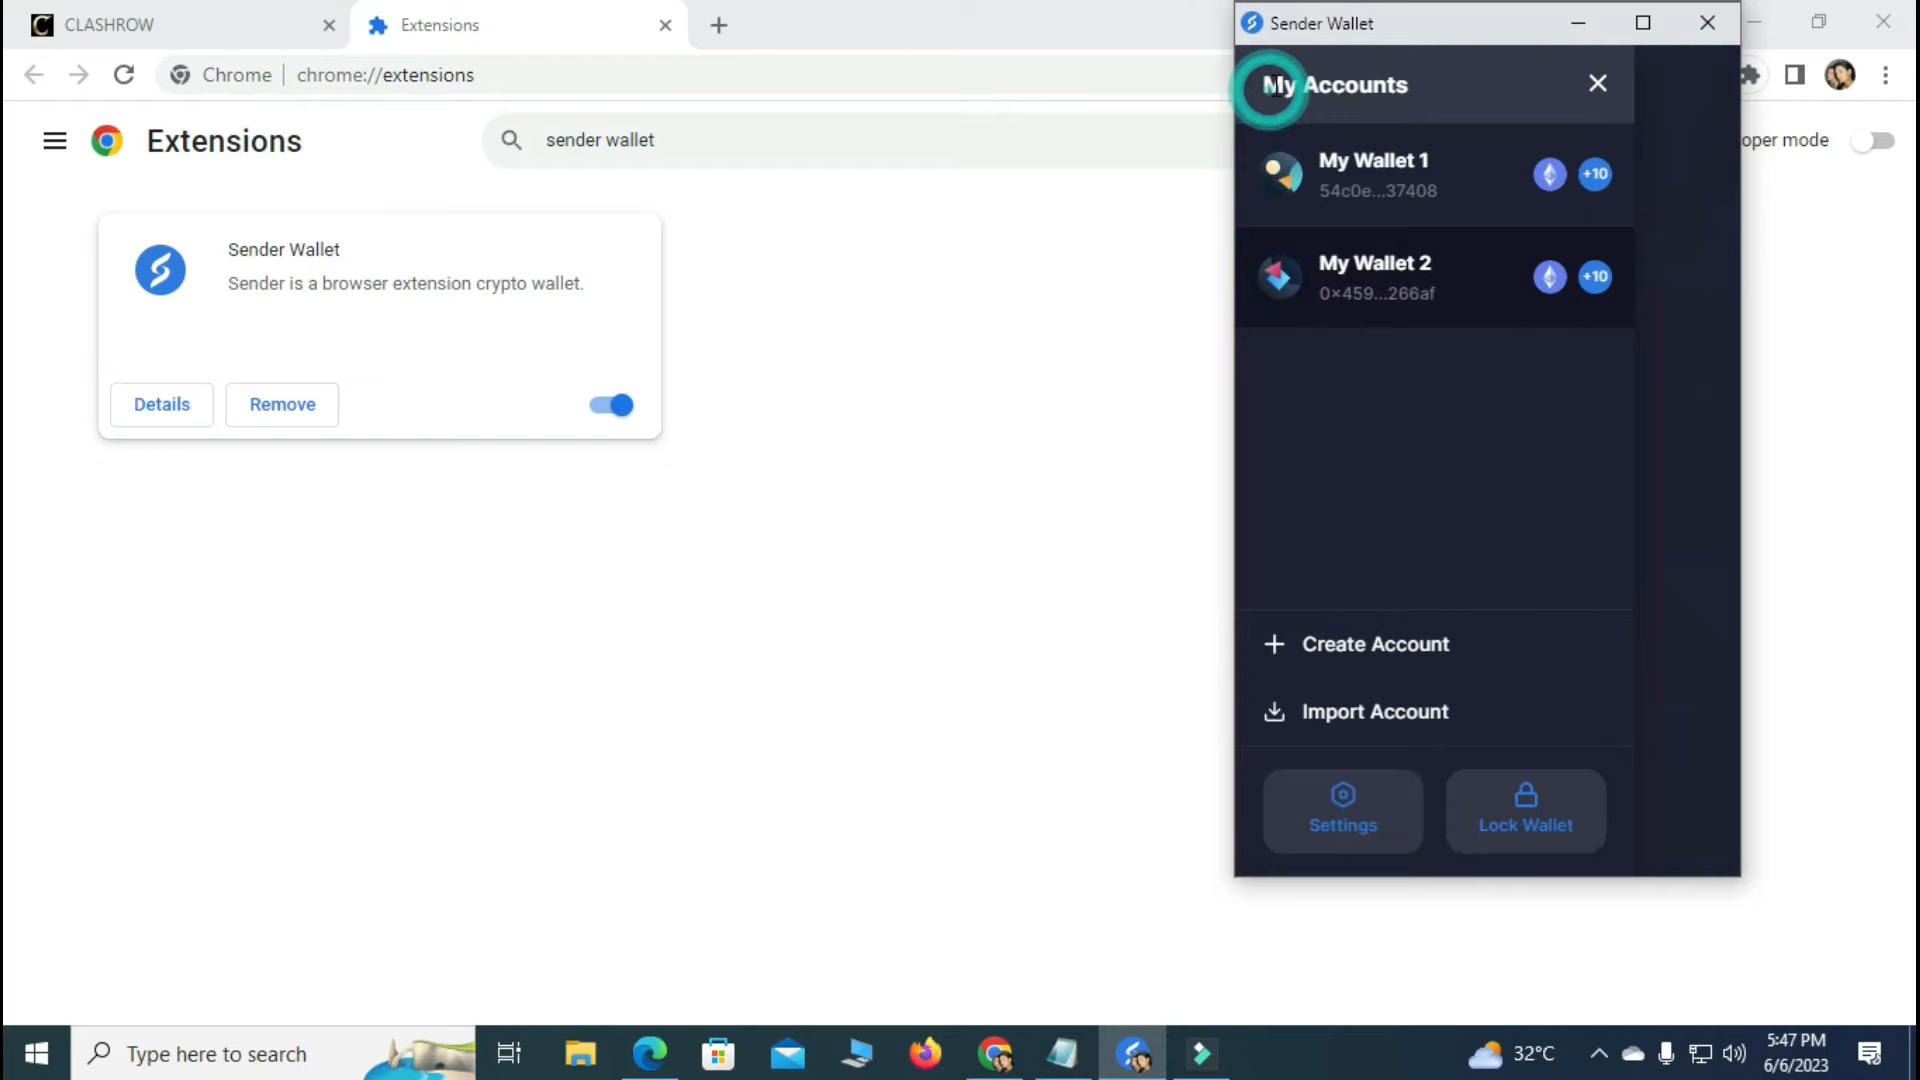 CLASHROW
Extensions
Chrome
chrome://extensions
Extensions
sender wallet
oper mode
Sender Wallet
Sender is a browser extension crypto wallet.
Details
Remove
Sender Wallet
My Accounts
My Wallet 1
54c0e...37408
+10
My Wallet 2
0×459...266af
+10
Create Account
Import Account
Settings
Lock Wallet
Type here to search
32°C
5:47 PM
6/6/2023